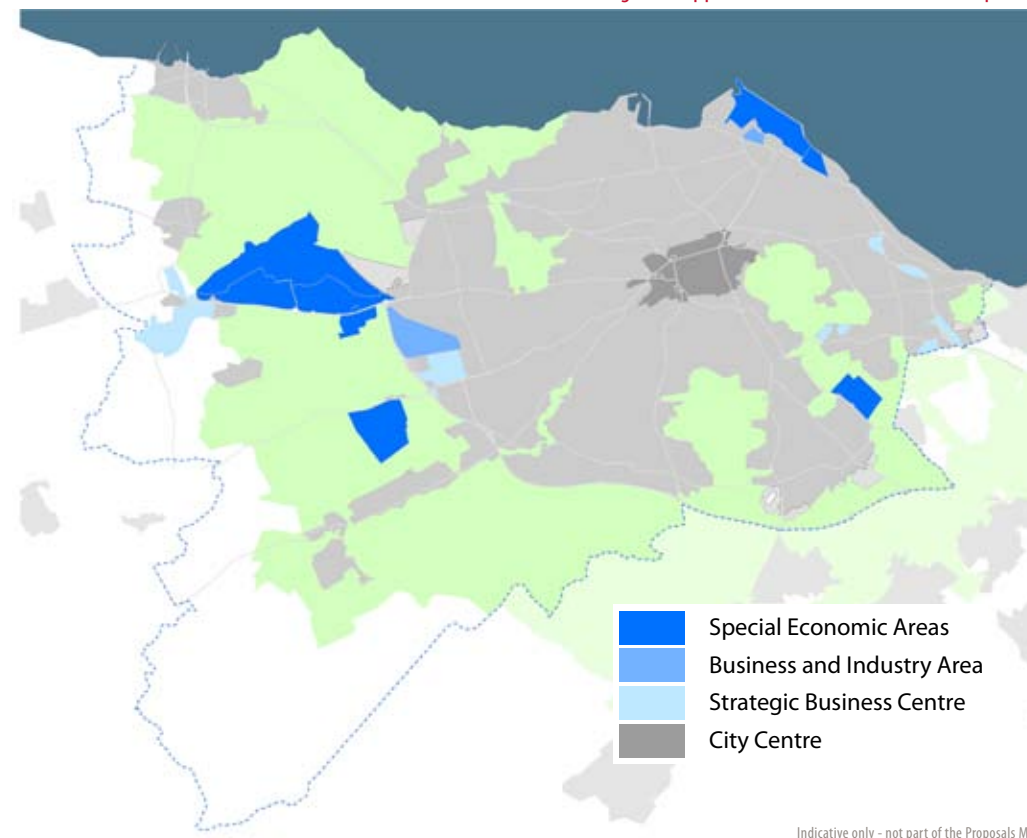 Special Economic Areas
Business and Industry Area
Strategic Business Centre
City Centre
Indicative only - not part of the Proposals M